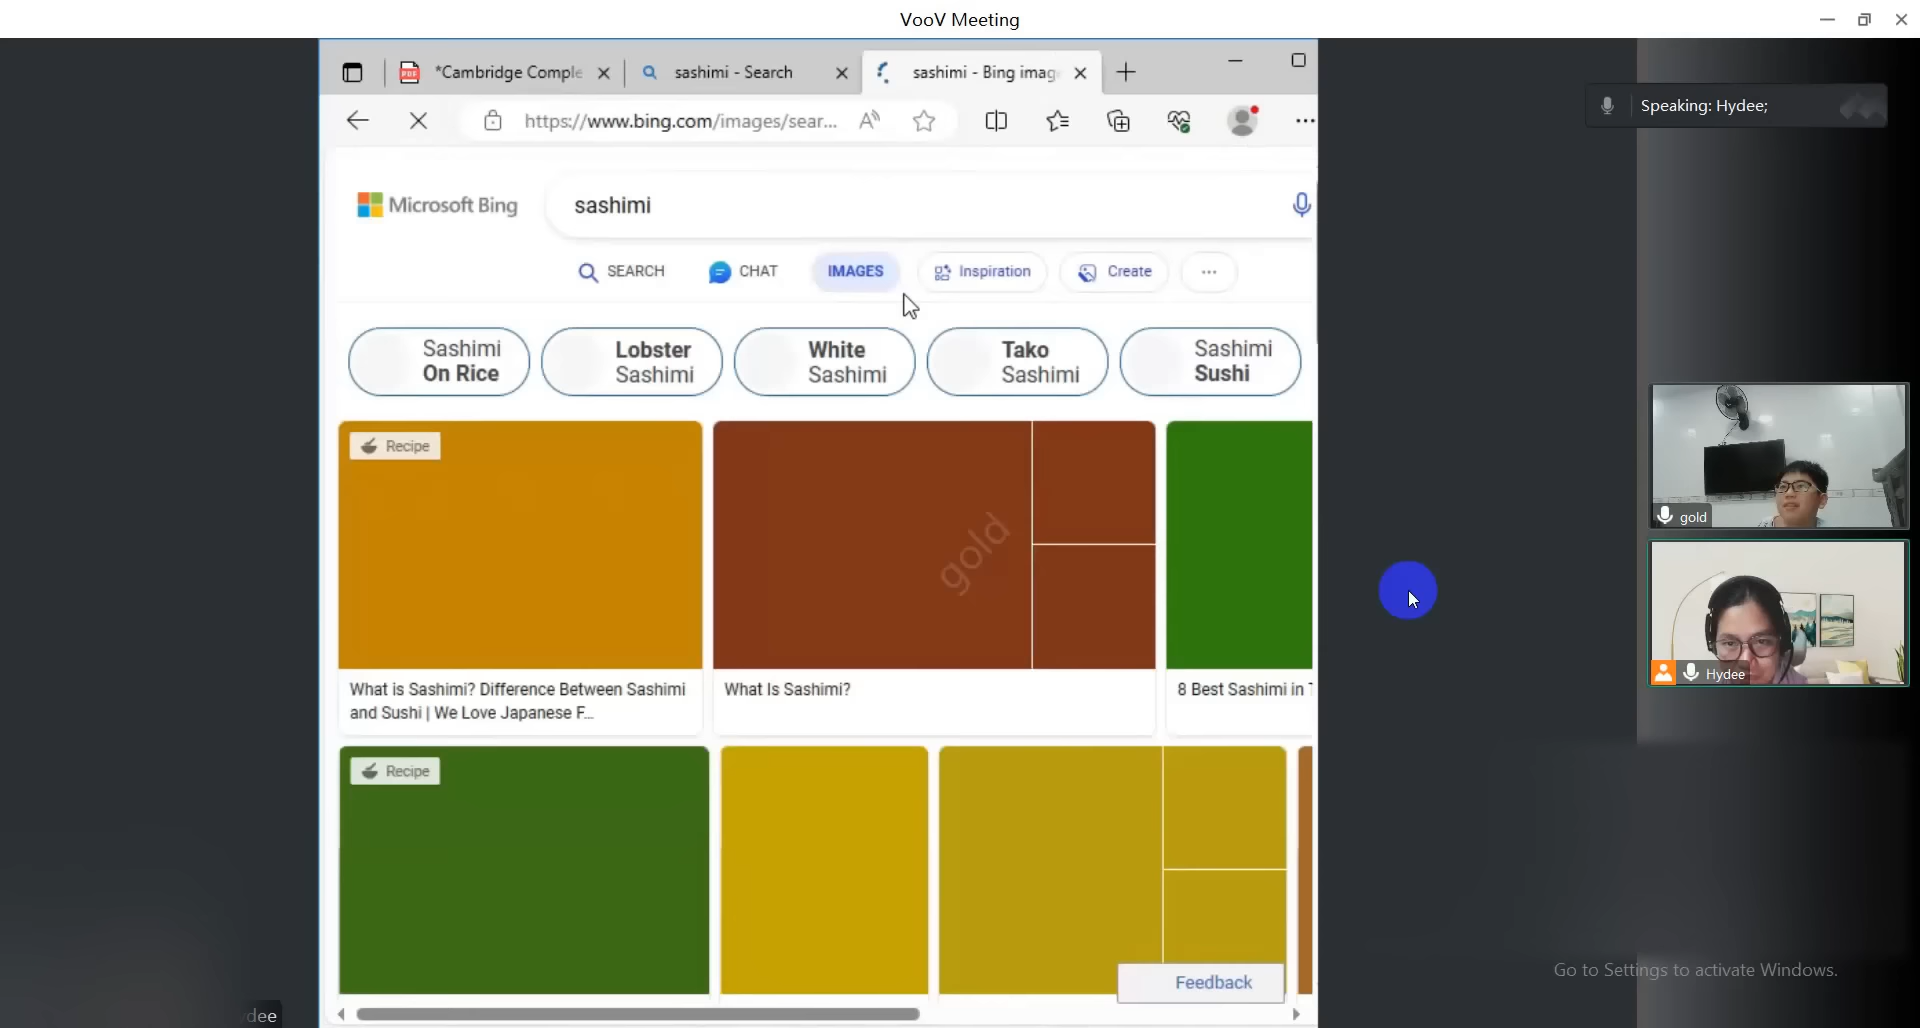 VooV Meeting
*Cambridge Comple
sashimi - Search
sashimi - Bing imag
https://www.bing.com/images/sear...
Speaking: Hydee;
Microsoft Bing
sashimi
SEARCH
CHAT
IMAGES
Inspiration
Create
Sashimi
On Rice
Lobster
Sashimi
White
Sashimi
Tako
Sashimi
Sashimi
Sushi
Recipe
gold
What is Sashimi? Difference Between Sashimi
and Sushi | We Love Japanese F...
What Is Sashimi?
8 Best Sashimi in T
gold
Hydee
Recipe
Feedback
Go to Settings to activate Windows.
dee